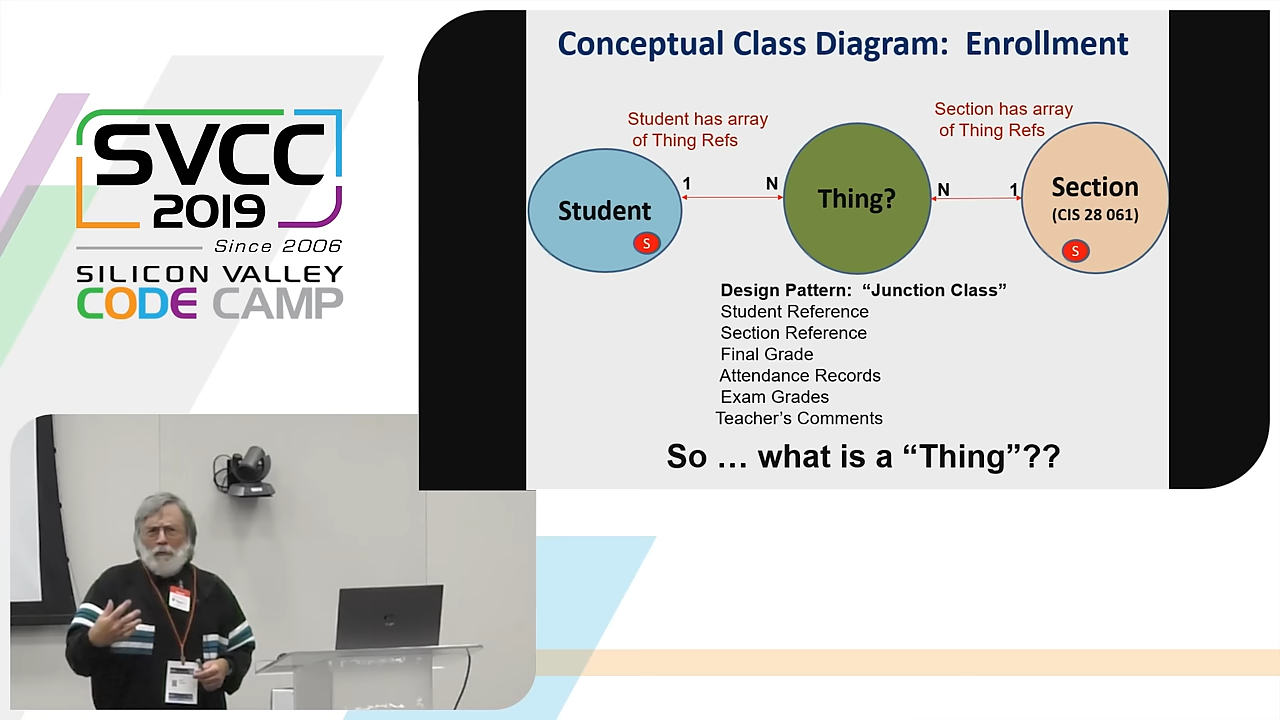 SVCC
2019
Since 2006
SILICON VALLEY
CODE CAMP
Conceptual Class Diagram: Enrollment
Student has array
of Thing Refs
Section has array
of Thing Refs
Student
S
1
N
Thing?
N
1
Section
(CIS 28 061)
S
Design Pattern: “Junction Class”
Student Reference
Section Reference
Final Grade
Attendance Records
Exam Grades
Teacher’s Comments
So … what is a “Thing”??